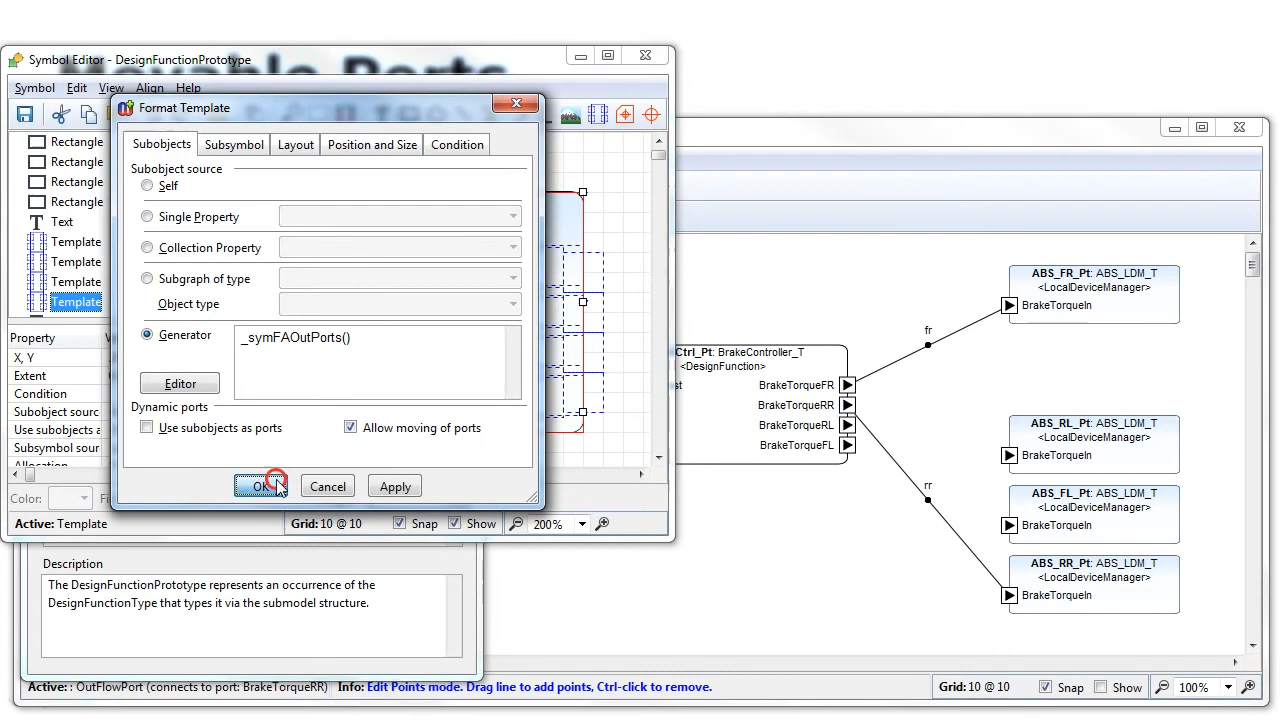 Movable Ports
Symbol Editor - DesignFunctionPrototype
Symbol Edit View Align Help
Format Template
Subobjects Subsymbol Layout Position and Size Condition
Subobject source
Self
Single Property
Collection Property
Subgraph of type
Object type
Generator
_symFAOutPorts()
Editor
Dynamic ports
Use subobjects as ports
Allow moving of ports
OK Cancel Apply
Rectangle
Rectangle
Rectangle
Rectangle
T Text
Template
Template
Template
Template
Property
X, Y
Extent
Condition
Subobject sourc
Use subobjects a
Subsymbol sourc
Allocation
Color:
Active: Template
Grid: 10 @ 10 Snap Show 200%
Description
The DesignFunctionPrototype represents an occurrence of the
DesignFunctionType that types it via the submodel structure.
Ctrl_Pt: BrakeController_T
<DesignFunction>
st
BrakeTorqueFR
BrakeTorqueRR
BrakeTorqueRL
BrakeTorqueFL
fr
rr
ABS_FR_Pt: ABS_LDM_T
<LocalDeviceManager>
BrakeTorqueIn
ABS_RL_Pt: ABS_LDM_T
<LocalDeviceManager>
BrakeTorqueIn
ABS_FL_Pt: ABS_LDM_T
<LocalDeviceManager>
BrakeTorqueIn
ABS_RR_Pt: ABS_LDM_T
<LocalDeviceManager>
BrakeTorqueIn
Active: : OutFlowPort (connects to port: BrakeTorqueRR) Info: Edit Points mode. Drag line to add points, Ctrl-click to remove.
Grid: 10 @ 10 Snap Show 100%